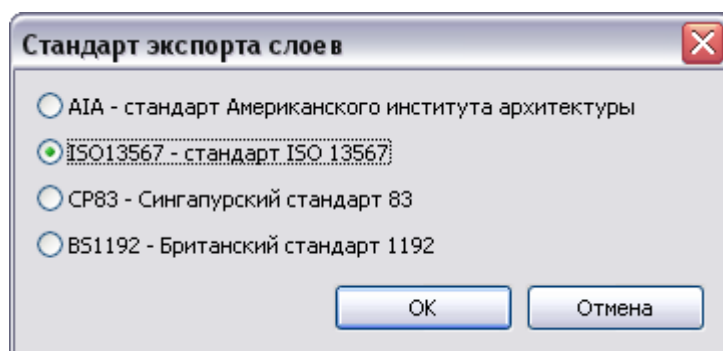 Стандарт экспорта слоев
AIA - стандарт Американского института архитектуры
ISO13567 - стандарт ISO 13567
CP83 - Сингапурский стандарт 83
BS1192 - Британский стандарт 1192
OK
Отмена